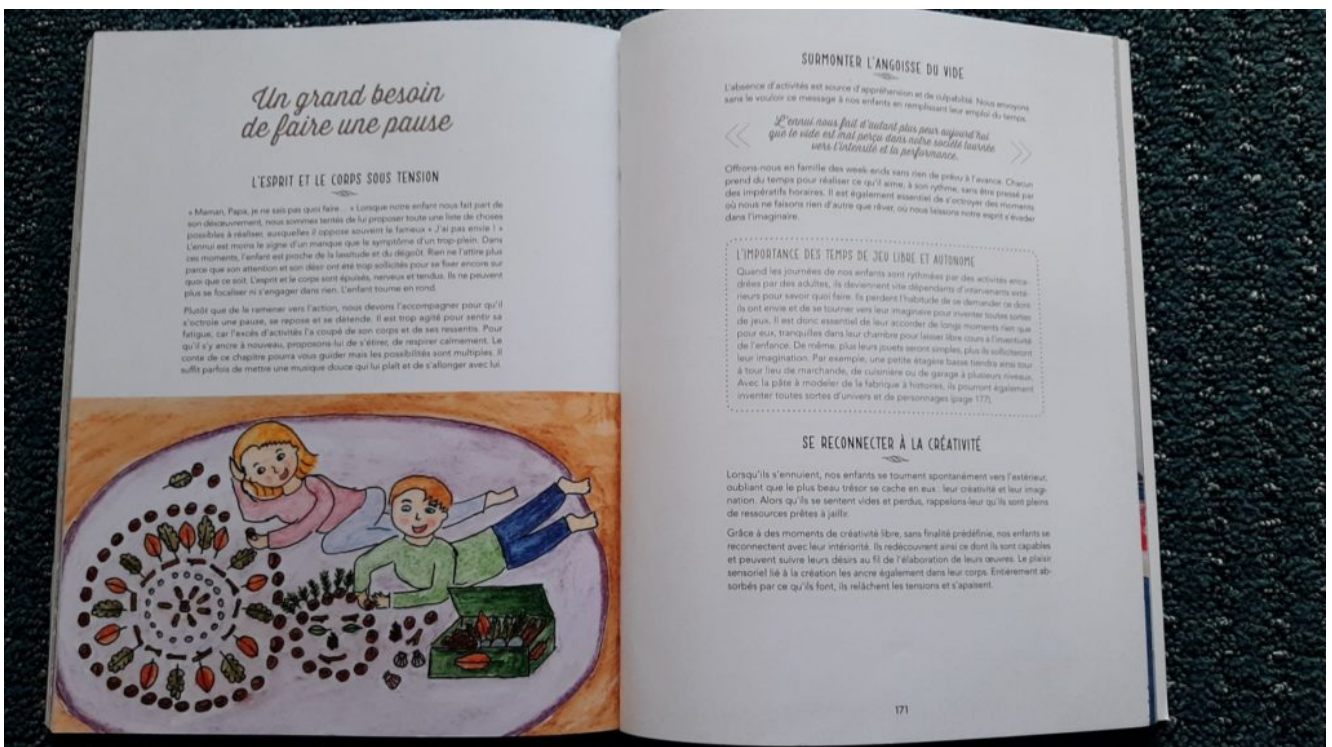 Un grand besoin
de faire une pause
L'ESPRIT ET LE CORPS SOUS TENSION
« Maman, Papa, je ne sais pas quoi faire... » Lorsque notre enfant nous fait part de
son désœuvrement, nous sommes tentés de lui proposer toute une liste de choses
possibles à réaliser, auxquelles il oppose souvent le fameux « J'ai pas envie ! »
L'ennui est moins le signe d'un manque que le symptôme d'un trop-plein. Dans
ces moments, l'enfant est proche de la lassitude et du dégoût. Rien ne l'attire plus
parce que son attention et son désir ont été trop sollicités pour se fixer encore sur
quoi que ce soit. L'esprit et le corps sont épuisés, nerveux et tendus. Ils ne peuvent
plus se focaliser ni s'engager dans rien. L'enfant tourne en rond.
Plutôt que de le ramener vers l'action, nous devons l'accompagner pour qu'il
s'octroie une pause, se repose et se détende. Il est trop agité pour sentir sa
fatigue, car l'excès d'activités l'a coupé de son corps et de ses ressentis. Pour
qu'il s'y ancre à nouveau, proposons-lui de s'étirer, de respirer calmement. Le
conte de ce chapitre pourra vous guider mais les possibilités sont multiples. Il
suffit parfois de mettre une musique douce qui lui plaît et de s'allonger avec lui.
SURMONTER L'ANGOISSE DU VIDE
L'absence d'activités est source d'appréhension et de culpabilité. Nous envoyons
sans le vouloir ce message à nos enfants en remplissant leur emploi du temps.
« L'ennui nous fait d'autant plus peur aujourd'hui
que le vide est mal perçu dans notre société tournée
vers l'intensité et la performance. »
Offrons-nous en famille des week-ends sans rien de prévu à l'avance. Chacun
prend du temps pour réaliser ce qu'il aime, à son rythme, sans être pressé par
des impératifs horaires. Il est également essentiel de s'octroyer des moments
où nous ne faisons rien d'autre que rêver, où nous laissons notre esprit s'évader
dans l'imaginaire.
L'IMPORTANCE DES TEMPS DE JEU LIBRE ET AUTONOME
Quand les journées de nos enfants sont rythmées par des activités enca-
drées par des adultes, ils deviennent vite dépendants d'intervenants exté-
rieurs pour savoir quoi faire. Ils perdent l'habitude de se demander ce dont
ils ont envie et de se tourner vers leur imaginaire pour inventer toutes sortes
de jeux. Il est donc essentiel de leur accorder de longs moments rien que
pour eux, tranquilles dans leur chambre pour laisser libre cours à l'inventivité
de l'enfance. De même, plus leurs jouets seront simples, plus ils solliciteront
leur imagination. Par exemple, une petite étagère basse tiendra ainsi tour
à tour lieu de marchande, de cuisinière ou de garage à plusieurs niveaux.
Avec la pâte à modeler de la fabrique à histoires, ils pourront également
inventer toutes sortes d'univers et de personnages (page 177).
SE RECONNECTER À LA CRÉATIVITÉ
Lorsqu'ils s'ennuient, nos enfants se tournent spontanément vers l'extérieur,
oubliant que le plus beau trésor se cache en eux : leur créativité et leur imagi-
nation. Alors qu'ils se sentent vides et perdus, rappelons-leur qu'ils sont pleins
de ressources prêtes à jaillir.
Grâce à des moments de créativité libre, sans finalité prédéfinie, nos enfants se
reconnectent avec leur intériorité. Ils redécouvrent ainsi ce dont ils sont capables
et peuvent suivre leurs désirs au fil de l'élaboration de leurs œuvres. Le plaisir
sensoriel lié à la création les ancre également dans leur corps. Entièrement ab-
sorbés par ce qu'ils font, ils relâchent les tensions et s'apaisent.
171